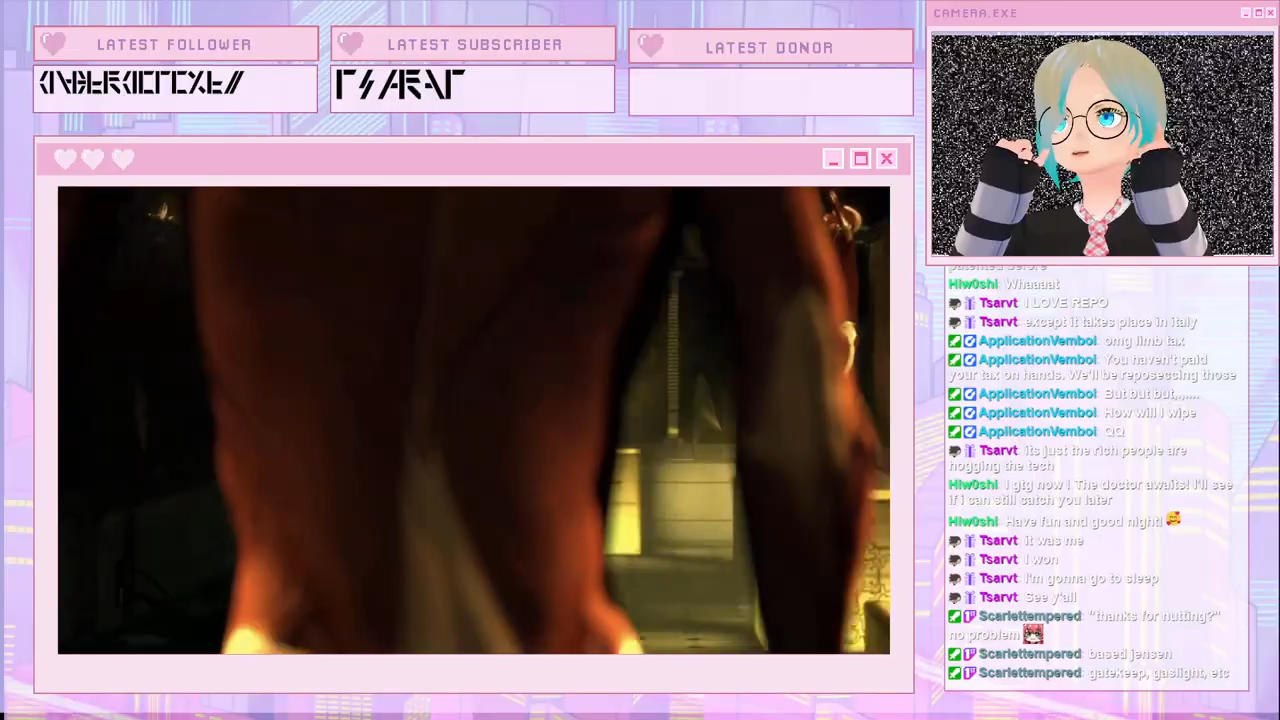 LATEST FOLLOWER
LATEST SUBSCRIBER
LATEST DONOR
CAMERA.EXE
Hiw0shi: Whaaaat
Tsarvt: I LOVE REPO
Tsarvt: except it takes place in italy
ApplicationVembol: omg limb tax
ApplicationVembol: You haven't paid
your tax on hands. We'll be reposeccing those
ApplicationVembol: But but but,.,....
ApplicationVembol: How will I wipe
ApplicationVembol: QQ
Tsarvt: its just the rich people are
hogging the tech
Hiw0shi: I gtg now ! The doctor awaits! I'll see
if i can still catch you later
Hiw0shi: Have fun and good night!
Tsarvt: it was me
Tsarvt: I won
Tsarvt: I'm gonna go to sleep
Tsarvt: See y'all
Scarlettempered: "thanks for nutting?"
no problem
Scarlettempered: based jensen
Scarlettempered: gatekeep, gaslight, etc